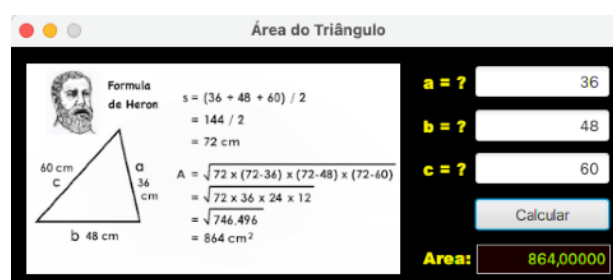 Área do Triângulo
Formula
de Heron
s = (36 + 48 + 60) / 2
= 144 / 2
= 72 cm
60 cm
c
a
36
cm
b 48 cm
A = √72 x (72-36) x (72-48) x (72-60)
= √72 x 36 x 24 x 12
= √746,496
= 864 cm²
a = ? 36
b = ? 48
c = ? 60
Calcular
Area: 864,00000